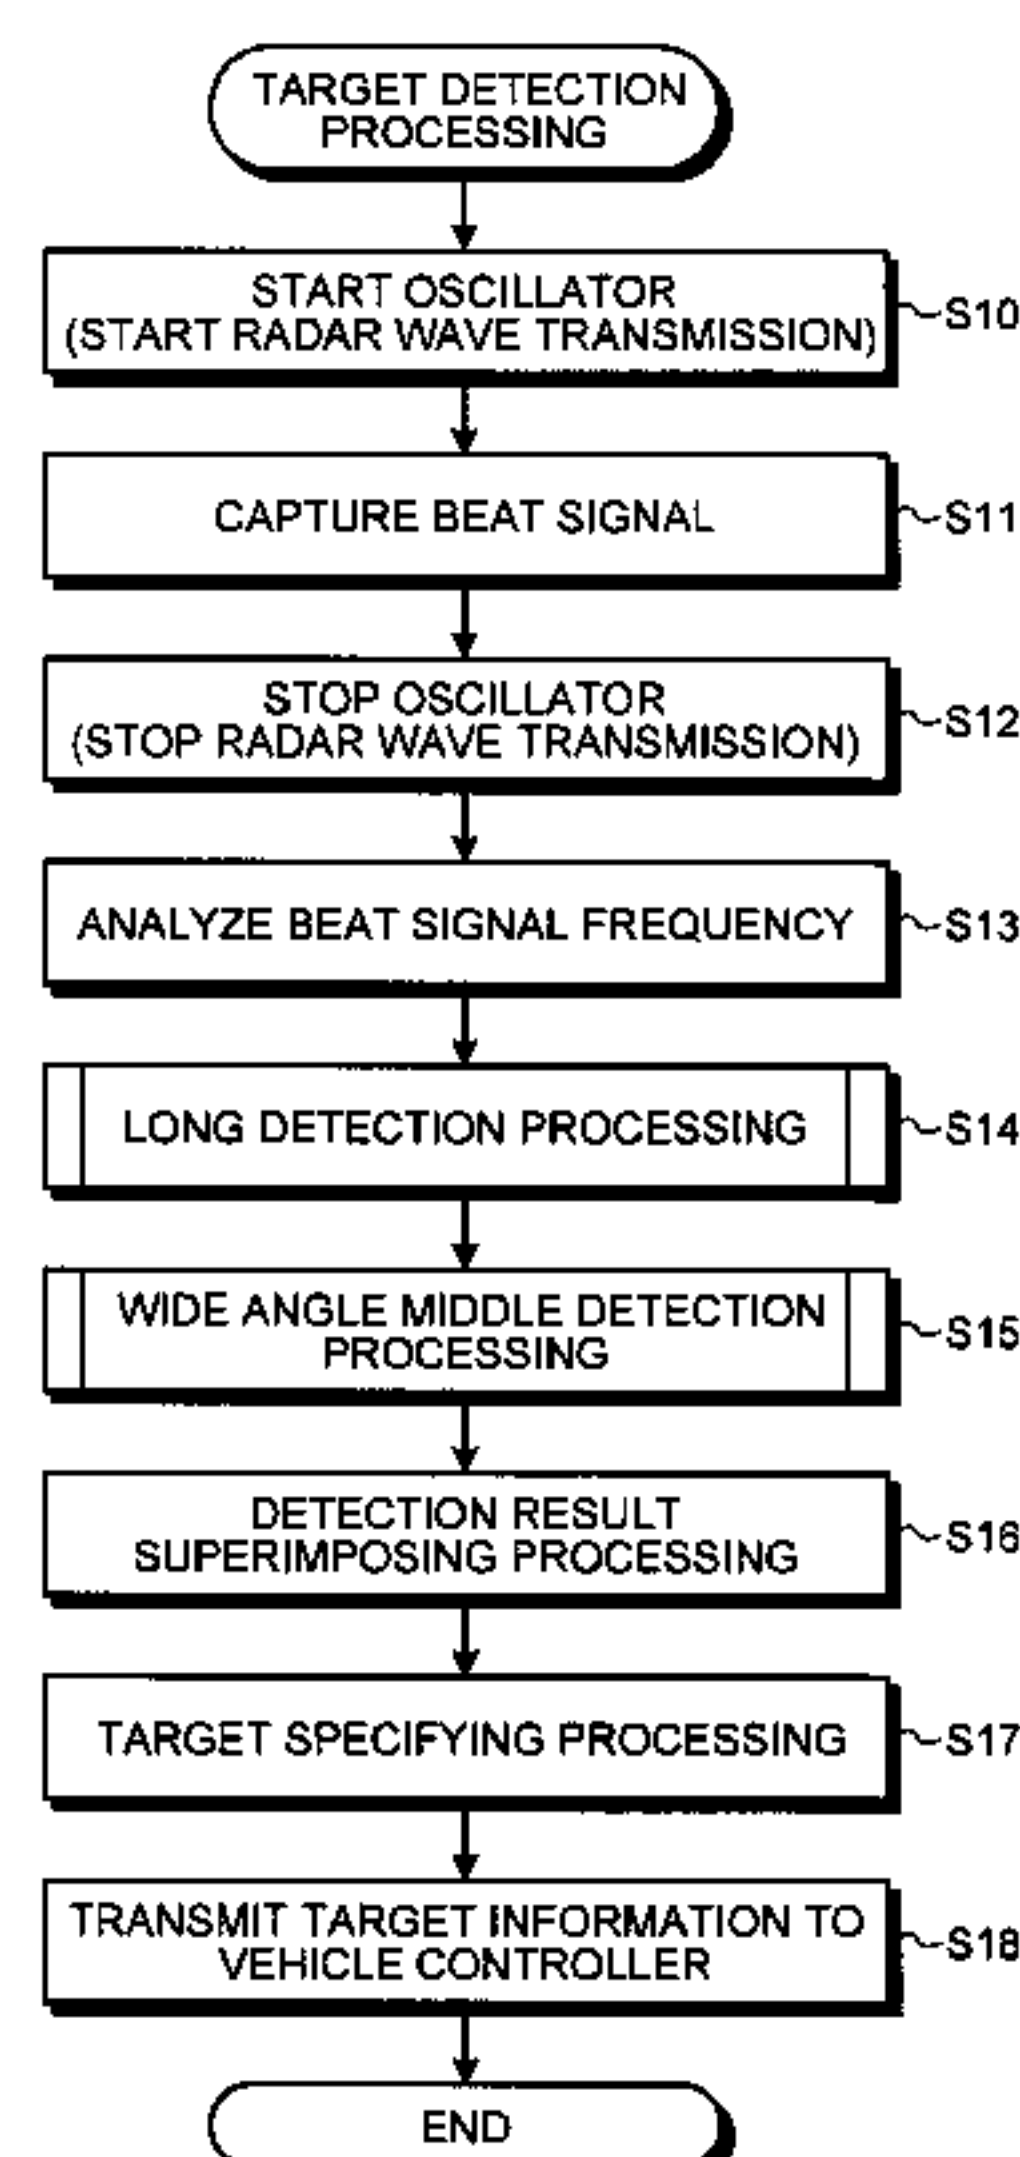 TARGET DETECTION
PROCESSING
START OSCILLATOR
(START RADAR WAVE TRANSMISSION)
S10
CAPTURE BEAT SIGNAL
S11
STOP OSCILLATOR
(STOP RADAR WAVE TRANSMISSION)
S12
ANALYZE BEAT SIGNAL FREQUENCY
S13
LONG DETECTION PROCESSING
S14
WIDE ANGLE MIDDLE DETECTION
PROCESSING
S15
DETECTION RESULT
SUPERIMPOSING PROCESSING
S16
TARGET SPECIFYING PROCESSING
S17
TRANSMIT TARGET INFORMATION TO
VEHICLE CONTROLLER
S18
END